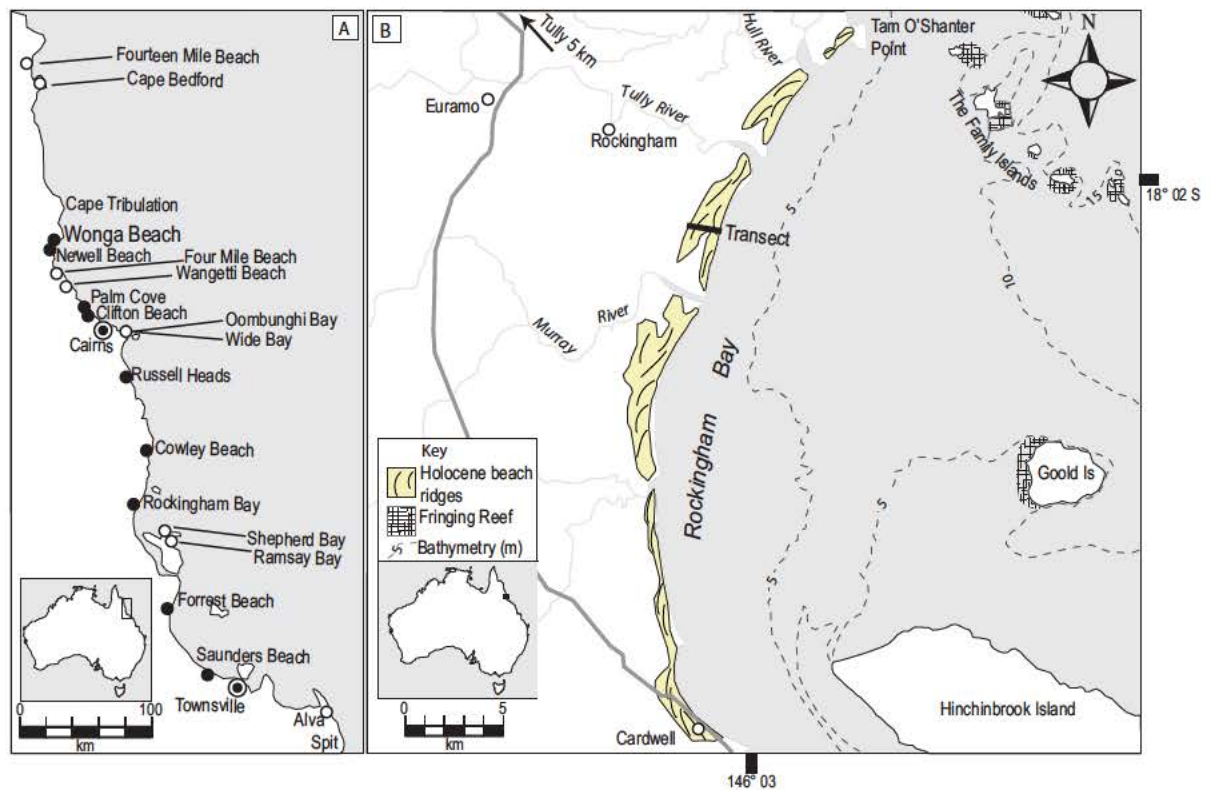 A
Fourteen Mile Beach
Cape Bedford
Cape Tribulation
Wonga Beach
Newell Beach
Four Mile Beach
Wangetti Beach
Palm Cove
Clifton Beach
Oombunghi Bay
Cairns
Wide Bay
Russell Heads
Cowley Beach
Rockingham Bay
Shepherd Bay
Ramsay Bay
Forrest Beach
Saunders Beach
Townsville
Alva
Spit
0 100
km
B
Tully 5 km
Hull River
Tam O'Shanter
Point
N
Euramo
Tully River
Rockingham
The Family Islands
15
18° 02 S
5
Transect
10
Murray
River
Rockingham Bay
Key
Holocene beach
ridges
Fringing Reef
5 Bathymetry (m)
Goold Is
5
5
0 5
km
Hinchinbrook Island
Cardwell
146° 03